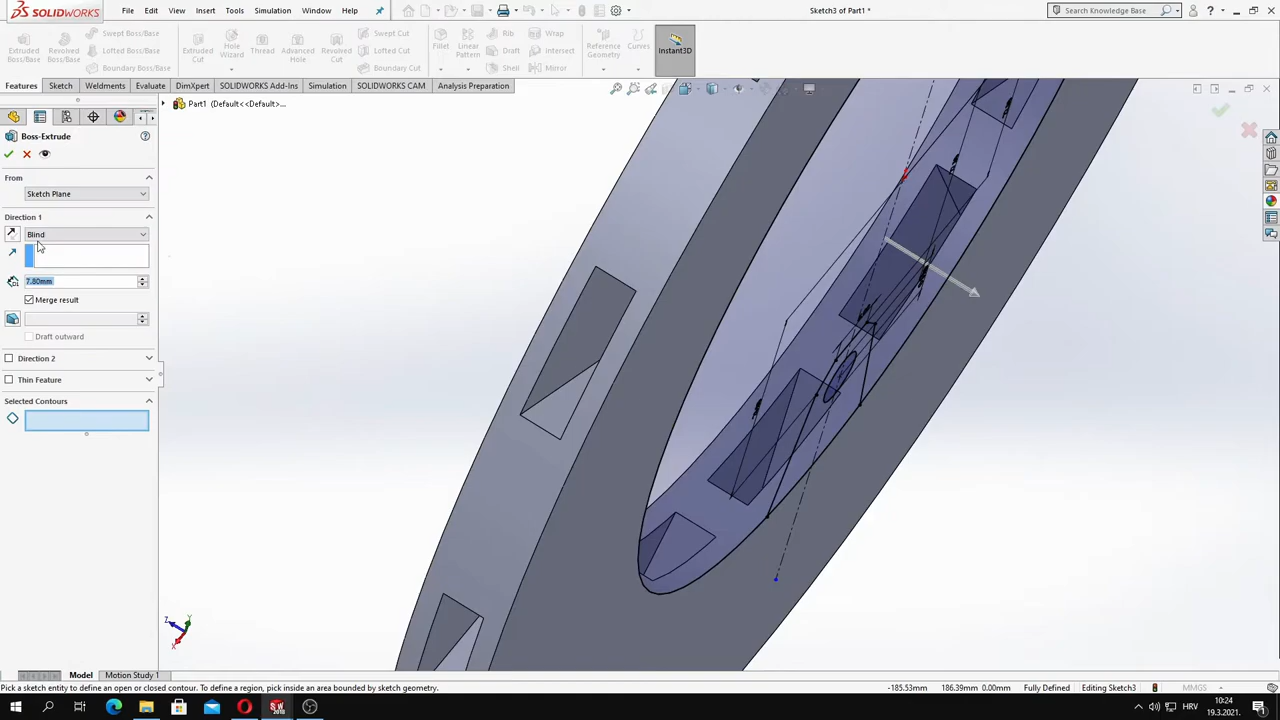 SOLIDWORKS
File Edit View Insert Tools Simulation Window Help
Sketch3 of Part1 *
Search Knowledge Base
Extruded Boss/Base
Revolved Boss/Base
Swept Boss/Base
Lofted Boss/Base
Boundary Boss/Base
Extruded Cut
Hole Wizard
Thread
Advanced Hole
Revolved Cut
Swept Cut
Lofted Cut
Boundary Cut
Fillet
Linear Pattern
Rib
Draft
Shell
Wrap
Intersect
Mirror
Reference Geometry
Curves
Instant3D
Features Sketch Weldments Evaluate DimXpert SOLIDWORKS Add-Ins Simulation SOLIDWORKS CAM Analysis Preparation
Part1 (Default<<Default>...
Boss-Extrude
From
Sketch Plane
Direction 1
Blind
7.80mm
Merge result
Draft outward
Direction 2
Thin Feature
Selected Contours
Z
Y
X
Model Motion Study 1
Pick a sketch entity to define an open or closed contour. To define a region, pick inside an area bounded by sketch geometry.
-185.53mm 186.39mm 0.00mm Fully Defined Editing Sketch3 MMGS
HRV
10:24
19.3.2021.